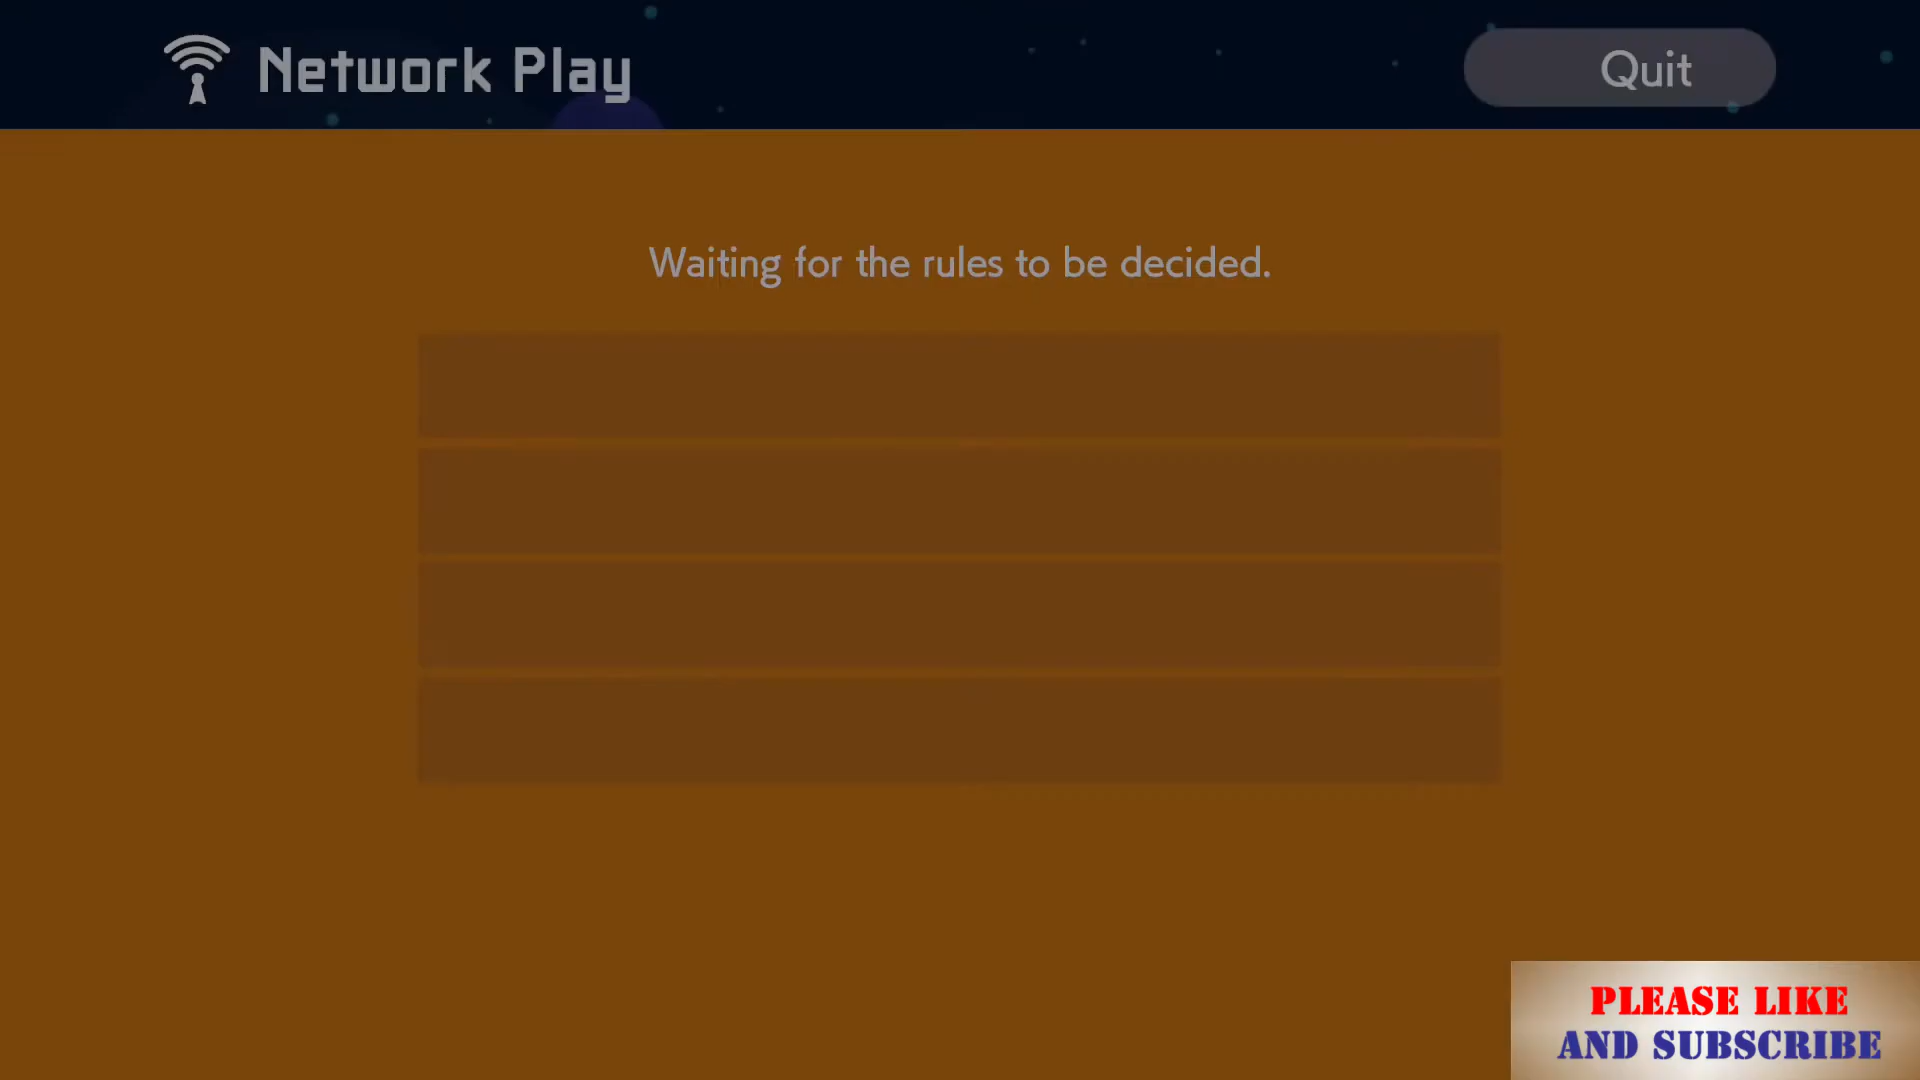 Network Play
Quit
Waiting for the rules to be decided.
PLEASE LIKE
AND SUBSCRIBE